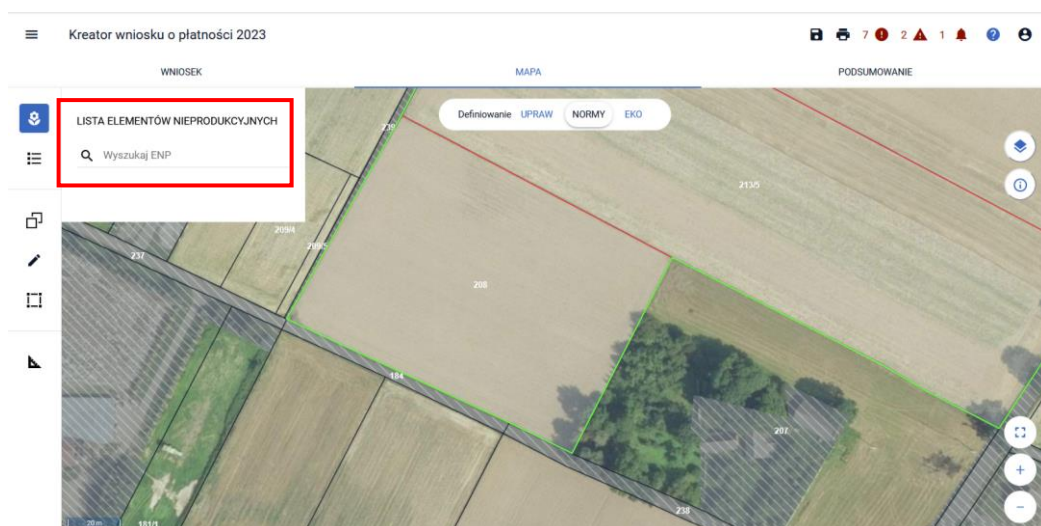 Kreator wniosku o płatności 2023
7 2 1
WNIOSEK MAPA PODSUMOWANIE
LISTA ELEMENTÓW NIEPRODUKCYJNYCH
Wyszukaj ENP
Definiowanie UPRAW NORMY EKO
239
213/5
209/4
209/5
237
208
184
207
238
20 m
181/1